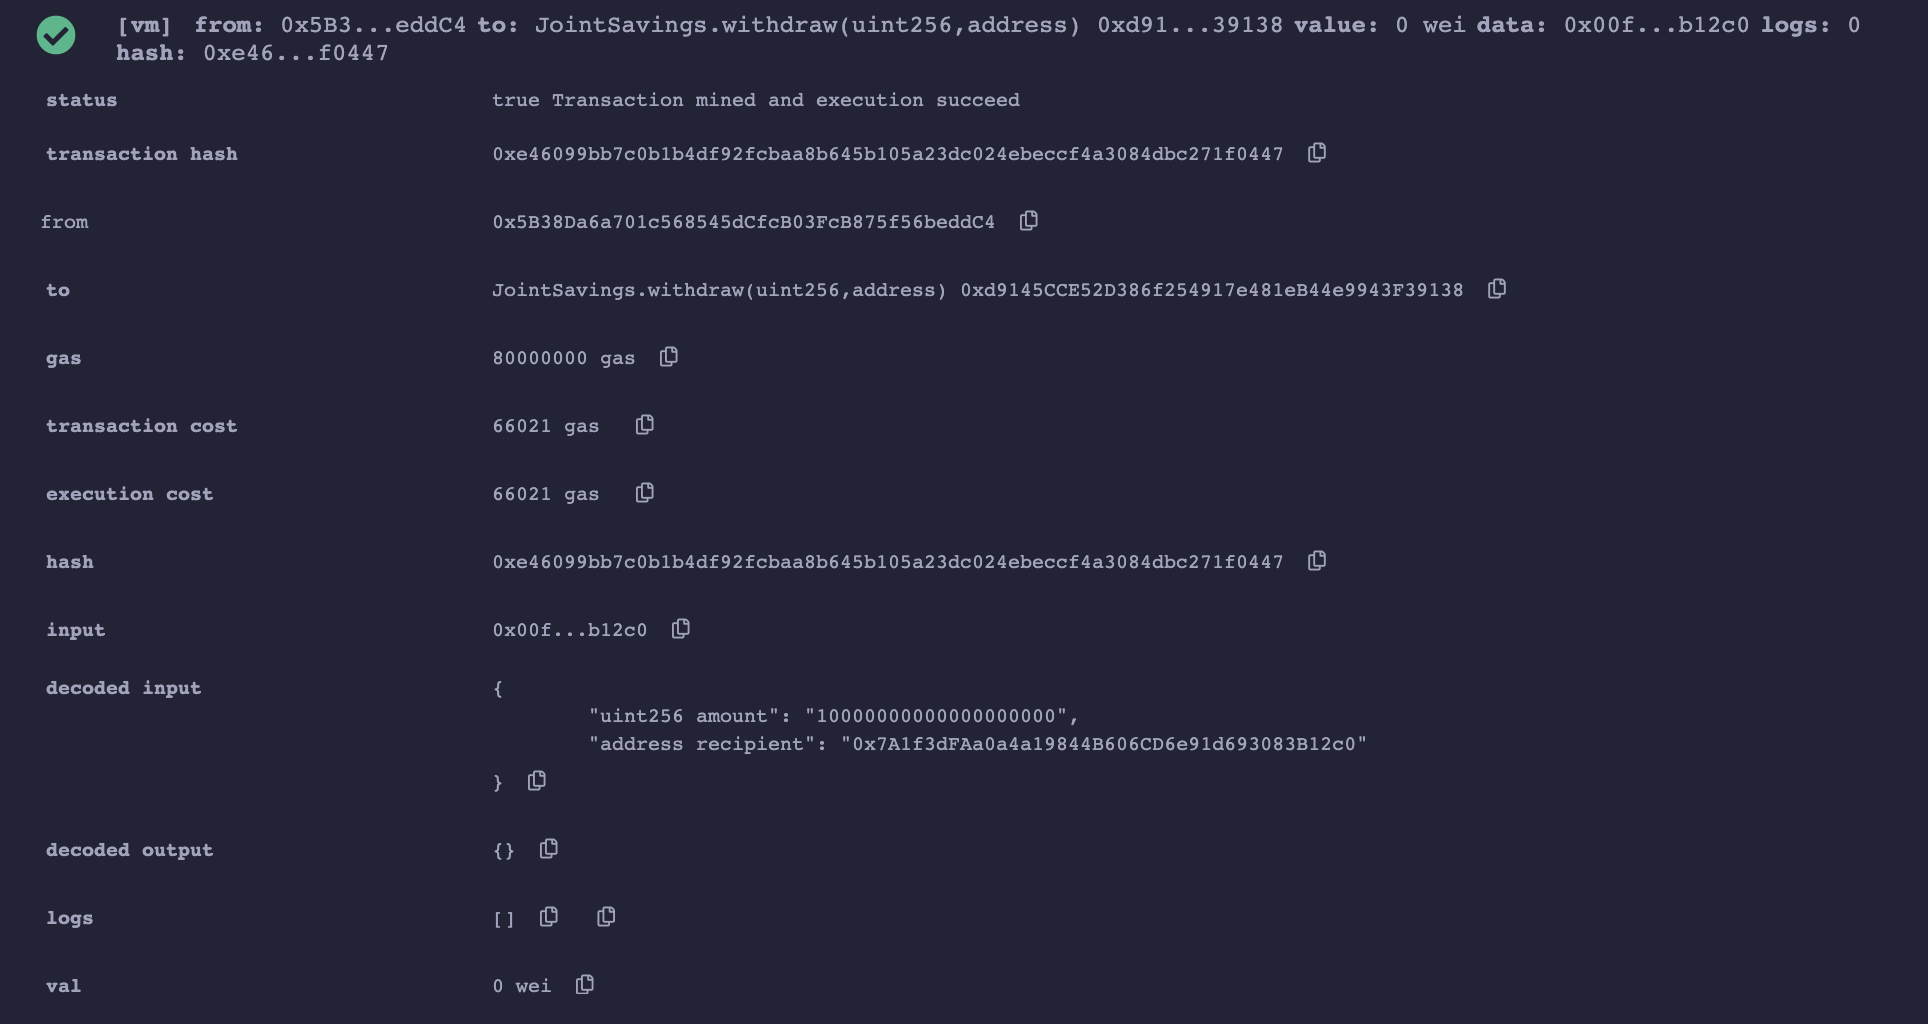 [vm] from: 0x5B3...eddC4 to: JointSavings.withdraw(uint256,address) 0xd91...39138 value: 0 wei data: 0x00f...b12c0 logs: 0
hash: 0xe46...f0447
status true Transaction mined and execution succeed
transaction hash 0xe46099bb7c0b1b4df92fcbaa8b645b105a23dc024ebeccf4a3084dbc271f0447
from 0x5B38Da6a701c568545dCfcB03FcB875f56beddC4
to JointSavings.withdraw(uint256,address) 0xd9145CCE52D386f254917e481eB44e9943F39138
gas 80000000 gas
transaction cost 66021 gas
execution cost 66021 gas
hash 0xe46099bb7c0b1b4df92fcbaa8b645b105a23dc024ebeccf4a3084dbc271f0447
input 0x00f...b12c0
decoded input {
"uint256 amount": "10000000000000000000",
"address recipient": "0x7A1f3dFAa0a4a19844B606CD6e91d693083B12c0"
}
decoded output {}
logs []
val 0 wei